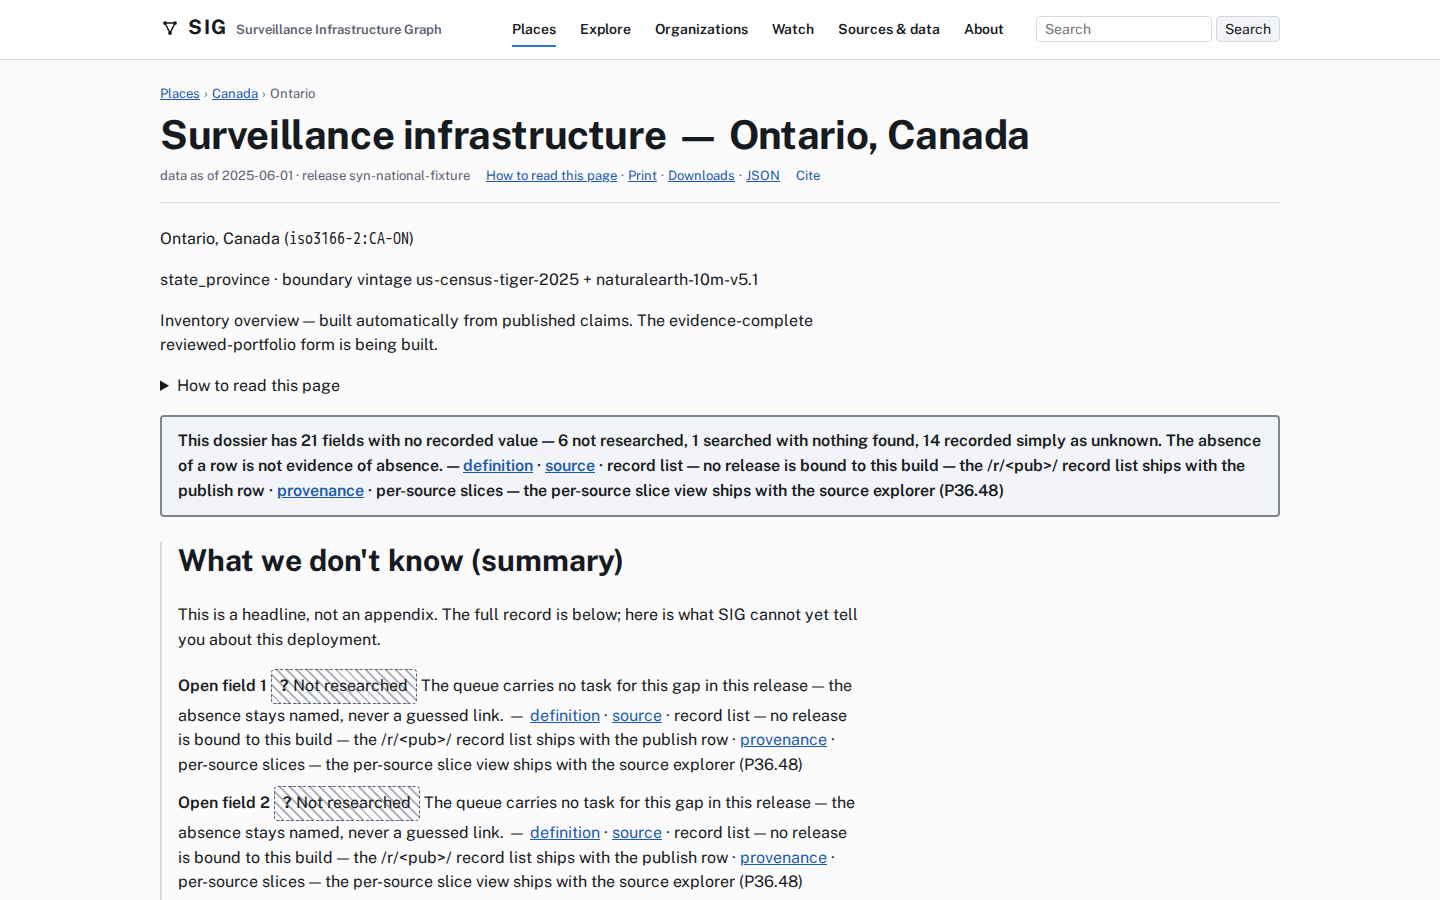 SIG Surveillance Infrastructure Graph Places Explore Organizations Watch Sources & data About Search Search
Places › Canada › Ontario
Surveillance infrastructure — Ontario, Canada
data as of 2025-06-01 · release syn-national-fixture How to read this page · Print · Downloads · JSON Cite
Ontario, Canada (iso3166-2:CA-ON)
state_province · boundary vintage us-census-tiger-2025 + naturalearth-10m-v5.1
Inventory overview — built automatically from published claims. The evidence-complete
reviewed-portfolio form is being built.
How to read this page
This dossier has 21 fields with no recorded value — 6 not researched, 1 searched with nothing found, 14 recorded simply as unknown. The absence
of a row is not evidence of absence. — definition · source · record list — no release is bound to this build — the /r/<pub>/ record list ships with the
publish row · provenance · per-source slices — the per-source slice view ships with the source explorer (P36.48)
What we don't know (summary)
This is a headline, not an appendix. The full record is below; here is what SIG cannot yet tell
you about this deployment.
Open field 1 ? Not researched The queue carries no task for this gap in this release — the
absence stays named, never a guessed link. — definition · source · record list — no release
is bound to this build — the /r/<pub>/ record list ships with the publish row · provenance ·
per-source slices — the per-source slice view ships with the source explorer (P36.48)
Open field 2 ? Not researched The queue carries no task for this gap in this release — the
absence stays named, never a guessed link. — definition · source · record list — no release
is bound to this build — the /r/<pub>/ record list ships with the publish row · provenance ·
per-source slices — the per-source slice view ships with the source explorer (P36.48)